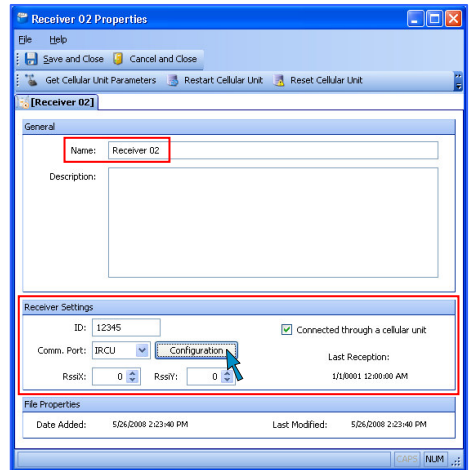 Receiver 02 Properties
File Help
Save and Close Cancel and Close
Get Cellular Unit Parameters Restart Cellular Unit Reset Cellular Unit
[Receiver 02]
General
Name: Receiver 02
Description:
Receiver Settings
ID: 12345 Connected through a cellular unit
Comm. Port: IRCU Configuration Last Reception:
RssiX: 0 RssiY: 0 1/1/0001 12:00:00 AM
File Properties
Date Added: 5/26/2008 2:23:40 PM Last Modified: 5/26/2008 2:23:40 PM
CAPS NUM